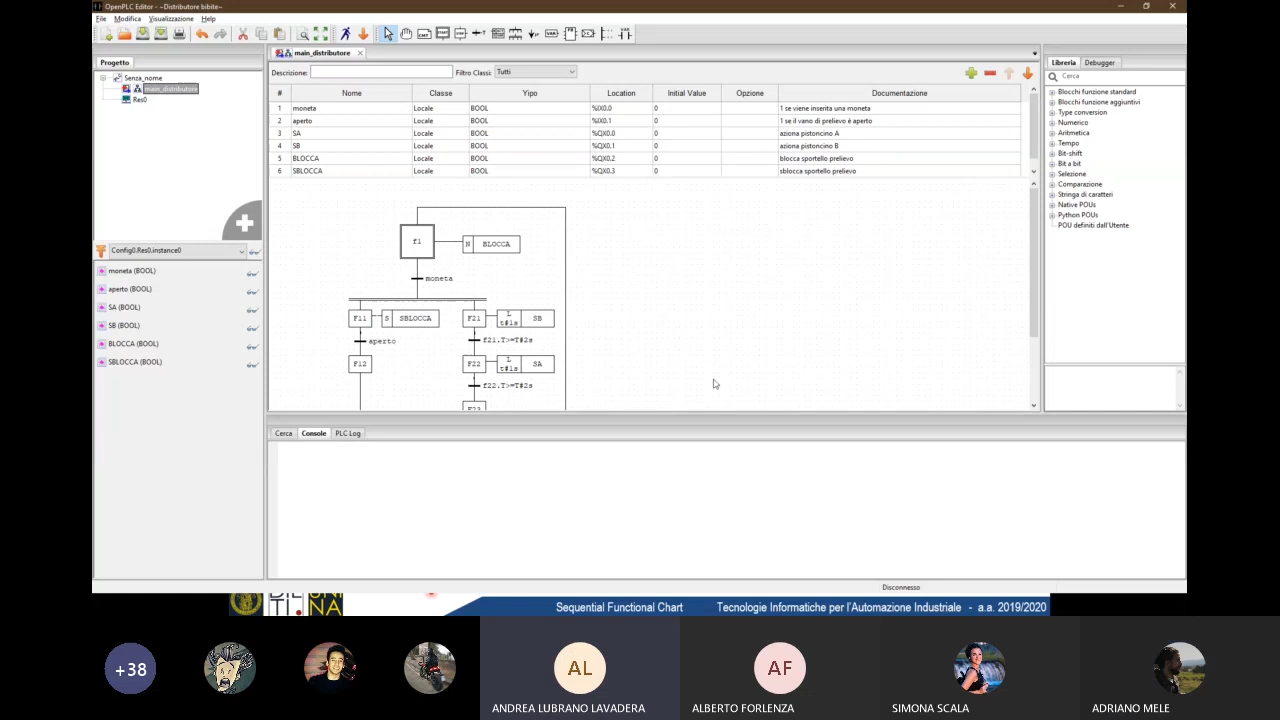 OpenPLC Editor - ~Distributore bibite~
File Modifica Visualizzazione Help
Progetto
Senza_nome
main_distributore
Res0
main_distributore
Descrizione: Filtro Classi: Tutti
# Nome Classe Tipo Location Initial Value Opzione Documentazione
1 moneta Locale BOOL %IX0.0 0 1 se viene inserita una moneta
2 aperto Locale BOOL %IX0.1 0 1 se il vano di prelievo è aperto
3 SA Locale BOOL %QX0.0 0 aziona pistoncino A
4 SB Locale BOOL %QX0.1 0 aziona pistoncino B
5 BLOCCA Locale BOOL %QX0.2 0 blocca sportello prelievo
6 SBLOCCA Locale BOOL %QX0.3 0 sblocca sportello prelievo
Config0.Res0.instance0
moneta (BOOL)
aperto (BOOL)
SA (BOOL)
SB (BOOL)
BLOCCA (BOOL)
SBLOCCA (BOOL)
f1 N BLOCCA
moneta
F11 S SBLOCCA F21 L t#1s SB
aperto f21.T>=T#2s
F12 F22 L t#1s SA
f22.T>=T#2s
F23
Libreria Debugger
Cerca
Blocchi funzione standard
Blocchi funzione aggiuntivi
Type conversion
Numerico
Aritmetica
Tempo
Bit-shift
Bit a bit
Selezione
Comparazione
Stringa di caratteri
Native POUs
Python POUs
POU definiti dall'Utente
Cerca Console PLC Log
Disconnesso
Sequential Functional Chart Tecnologie Informatiche per l'Automazione Industriale - a.a. 2019/2020
+38
AL
AF
ANDREA LUBRANO LAVADERA
ALBERTO FORLENZA
SIMONA SCALA
ADRIANO MELE